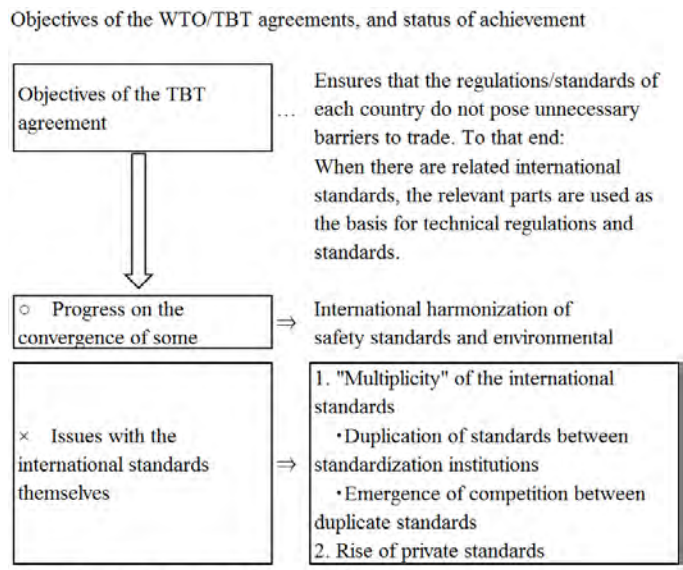 Objectives of the WTO/TBT agreements, and status of achievement
Objectives of the TBT
agreement
…
Ensures that the regulations/standards of
each country do not pose unnecessary
barriers to trade. To that end:
When there are related international
standards, the relevant parts are used as
the basis for technical regulations and
standards.
○ Progress on the
convergence of some
⇒
International harmonization of
safety standards and environmental
× Issues with the
international standards
themselves
⇒
1. "Multiplicity" of the international
standards
・Duplication of standards between
standardization institutions
・Emergence of competition between
duplicate standards
2. Rise of private standards